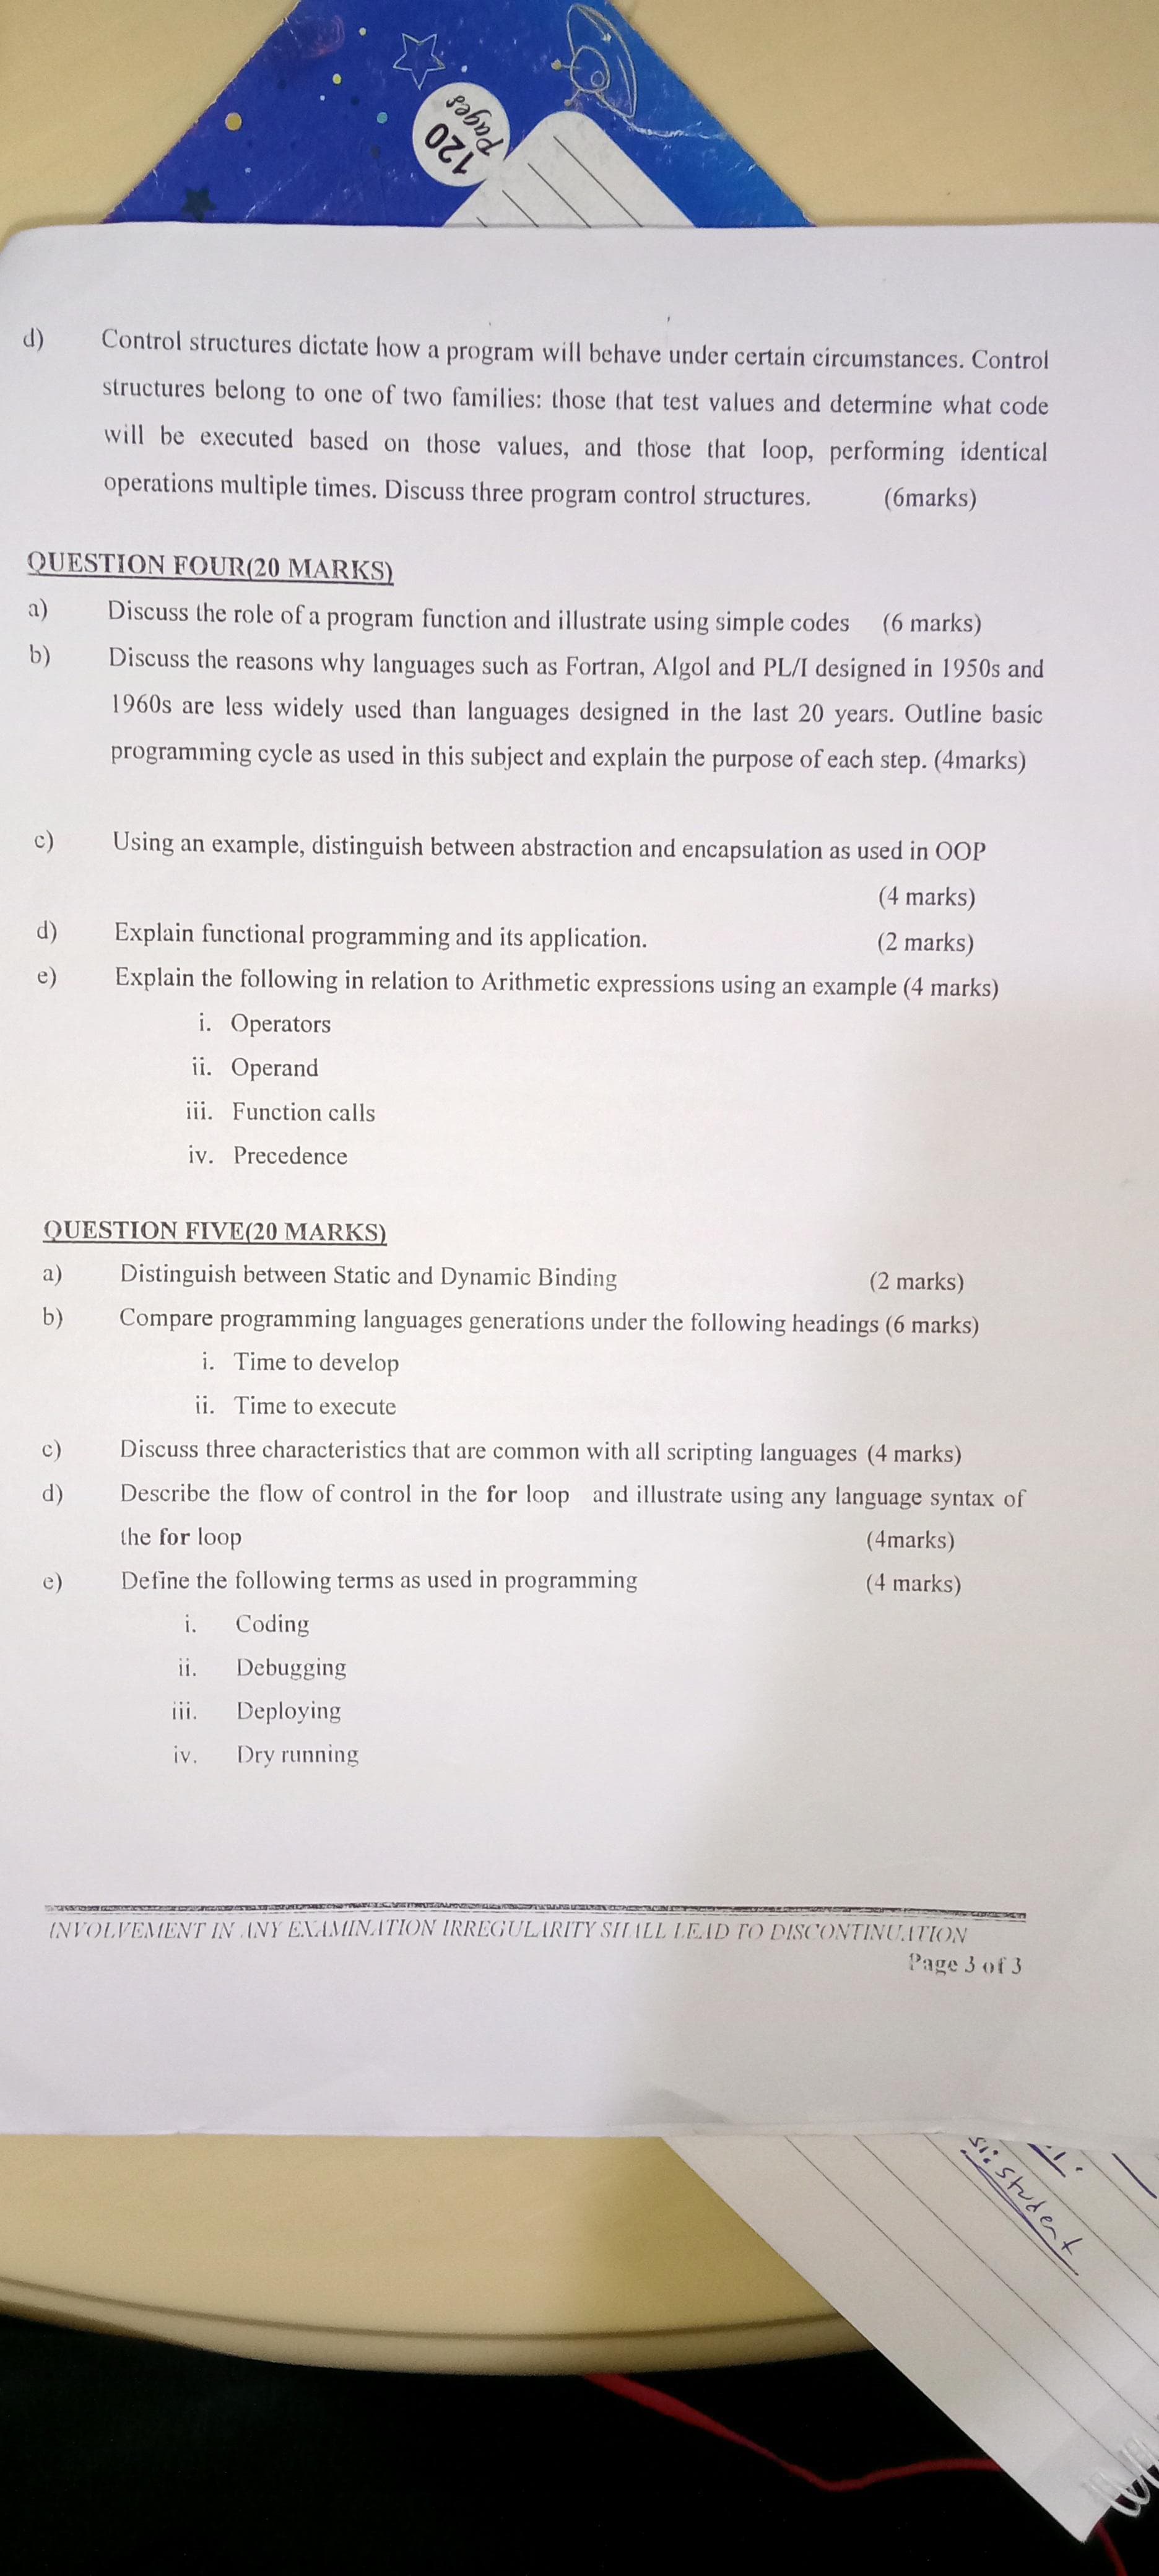 120
pages
d) Control structures dictate how a program will behave under certain circumstances. Control
structures belong to one of two families: those that test values and determine what code
will be executed based on those values, and those that loop, performing identical
operations multiple times. Discuss three program control structures. (6marks)
QUESTION FOUR(20 MARKS)
a) Discuss the role of a program function and illustrate using simple codes (6 marks)
b) Discuss the reasons why languages such as Fortran, Algol and PL/I designed in 1950s and
1960s are less widely used than languages designed in the last 20 years. Outline basic
programming cycle as used in this subject and explain the purpose of each step. (4marks)
c) Using an example, distinguish between abstraction and encapsulation as used in OOP
(4 marks)
d) Explain functional programming and its application. (2 marks)
e) Explain the following in relation to Arithmetic expressions using an example (4 marks)
i. Operators
ii. Operand
iii. Function calls
iv. Precedence
QUESTION FIVE(20 MARKS)
a) Distinguish between Static and Dynamic Binding (2 marks)
b) Compare programming languages generations under the following headings (6 marks)
i. Time to develop
ii. Time to execute
c) Discuss three characteristics that are common with all scripting languages (4 marks)
d) Describe the flow of control in the for loop and illustrate using any language syntax of
the for loop (4marks)
e) Define the following terms as used in programming (4 marks)
i. Coding
ii. Debugging
iii. Deploying
iv. Dry running
INVOLVEMENT IN ANY EXAMINATION IRREGULARITY SHALL LEAD TO DISCONTINUATION
Page 3 of 3
student